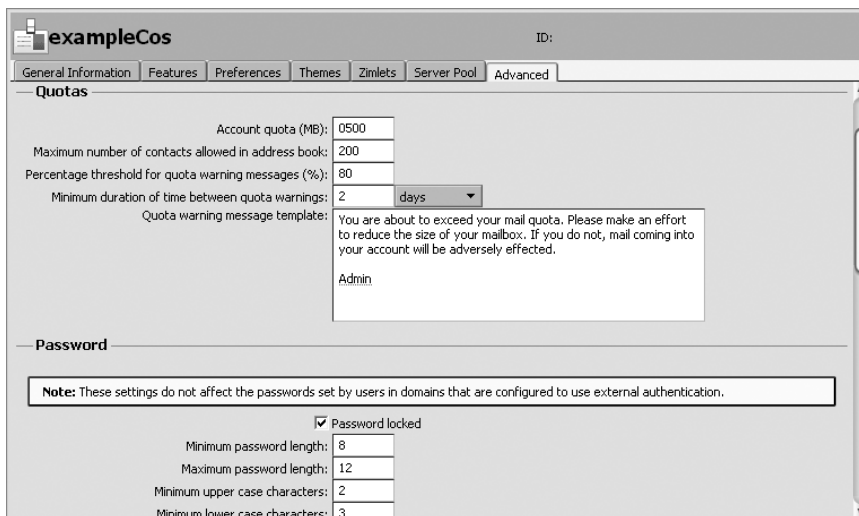 exampleCos ID:
General Information Features Preferences Themes Zimlets Server Pool Advanced
Quotas
Account quota (MB): 0500
Maximum number of contacts allowed in address book: 200
Percentage threshold for quota warning messages (%): 80
Minimum duration of time between quota warnings: 2 days
Quota warning message template: You are about to exceed your mail quota. Please make an effort
to reduce the size of your mailbox. If you do not, mail coming into
your account will be adversely effected.
Admin
Password
Note: These settings do not affect the passwords set by users in domains that are configured to use external authentication.
Password locked
Minimum password length: 8
Maximum password length: 12
Minimum upper case characters: 2
Minimum lower case characters: 3